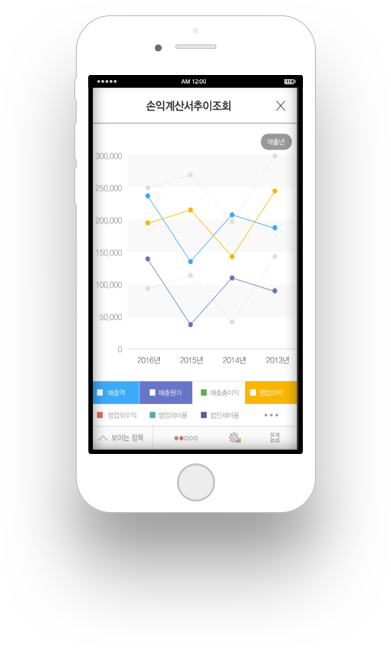 AM 12:00
손익계산서추이조회
매출년
300,000
250,000
200,000
150,000
100,000
50,000
0
2016년 2015년 2014년 2013년
매출액 매출원가 매출총이익 영업이익
영업외수익 영업외비용 법인세비용
보이는 항목